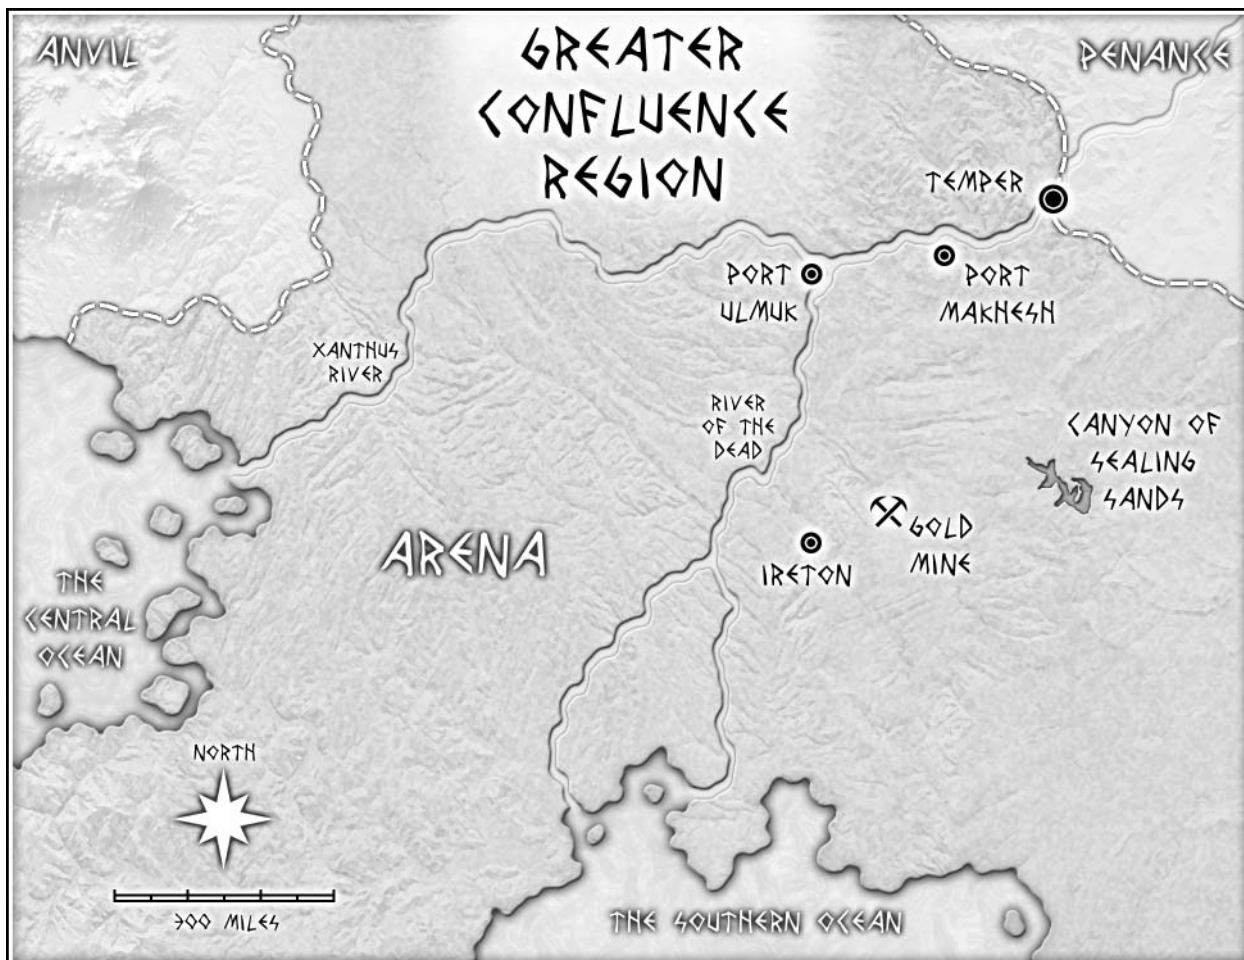 ANVIL
GREATER
CONFLUENCE
REGION
PENANCE
TEMPER
PORT
ULMUK
PORT
MAKHESH
XANTHUS
RIVER
RIVER
OF THE
DEAD
CANYON OF
SEALING
SANDS
ARENA
GOLD
MINE
IRETON
THE
CENTRAL
OCEAN
NORTH
300 MILES
THE SOUTHERN OCEAN